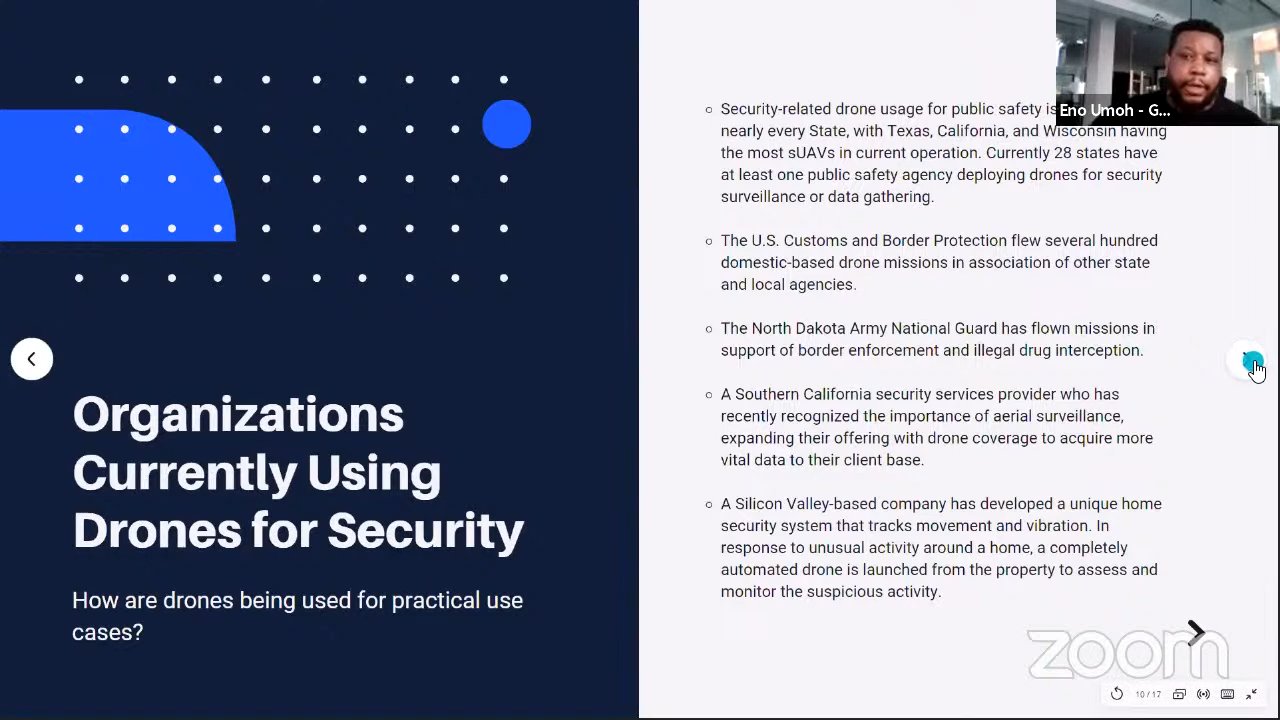 Organizations
Currently Using
Drones for Security
How are drones being used for practical use
cases?
Security-related drone usage for public safety is
nearly every State, with Texas, California, and Wisconsin having
the most sUAVs in current operation. Currently 28 states have
at least one public safety agency deploying drones for security
surveillance or data gathering.
The U.S. Customs and Border Protection flew several hundred
domestic-based drone missions in association of other state
and local agencies.
The North Dakota Army National Guard has flown missions in
support of border enforcement and illegal drug interception.
A Southern California security services provider who has
recently recognized the importance of aerial surveillance,
expanding their offering with drone coverage to acquire more
vital data to their client base.
A Silicon Valley-based company has developed a unique home
security system that tracks movement and vibration. In
response to unusual activity around a home, a completely
automated drone is launched from the property to assess and
monitor the suspicious activity.
Eno Umoh - G...
zoom
10/17